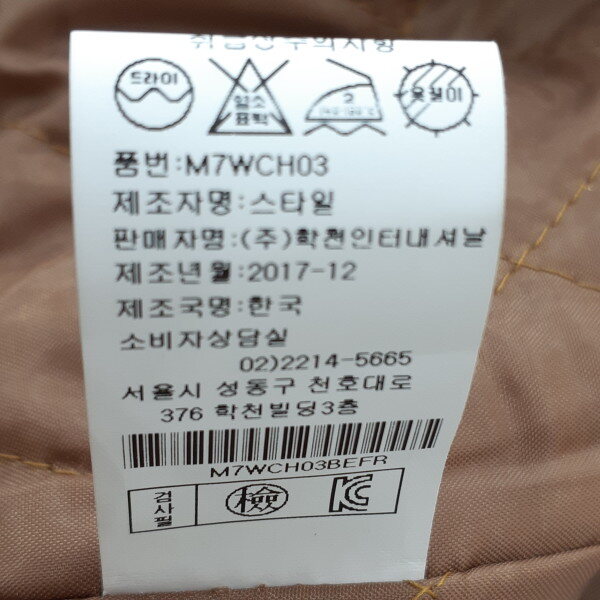 취급상 주의사항
드라이 염소 표백 2 옷걸이
품번:M7WCH03
제조자명:스타일
판매자명:(주)학천인터내셔날
제조년월:2017-12
제조국명:한국
소비자상담실
02)2214-5665
서울시 성동구 천호대로
376 학천빌딩3층
M7WCH03BEFR
검사필 檢 KC